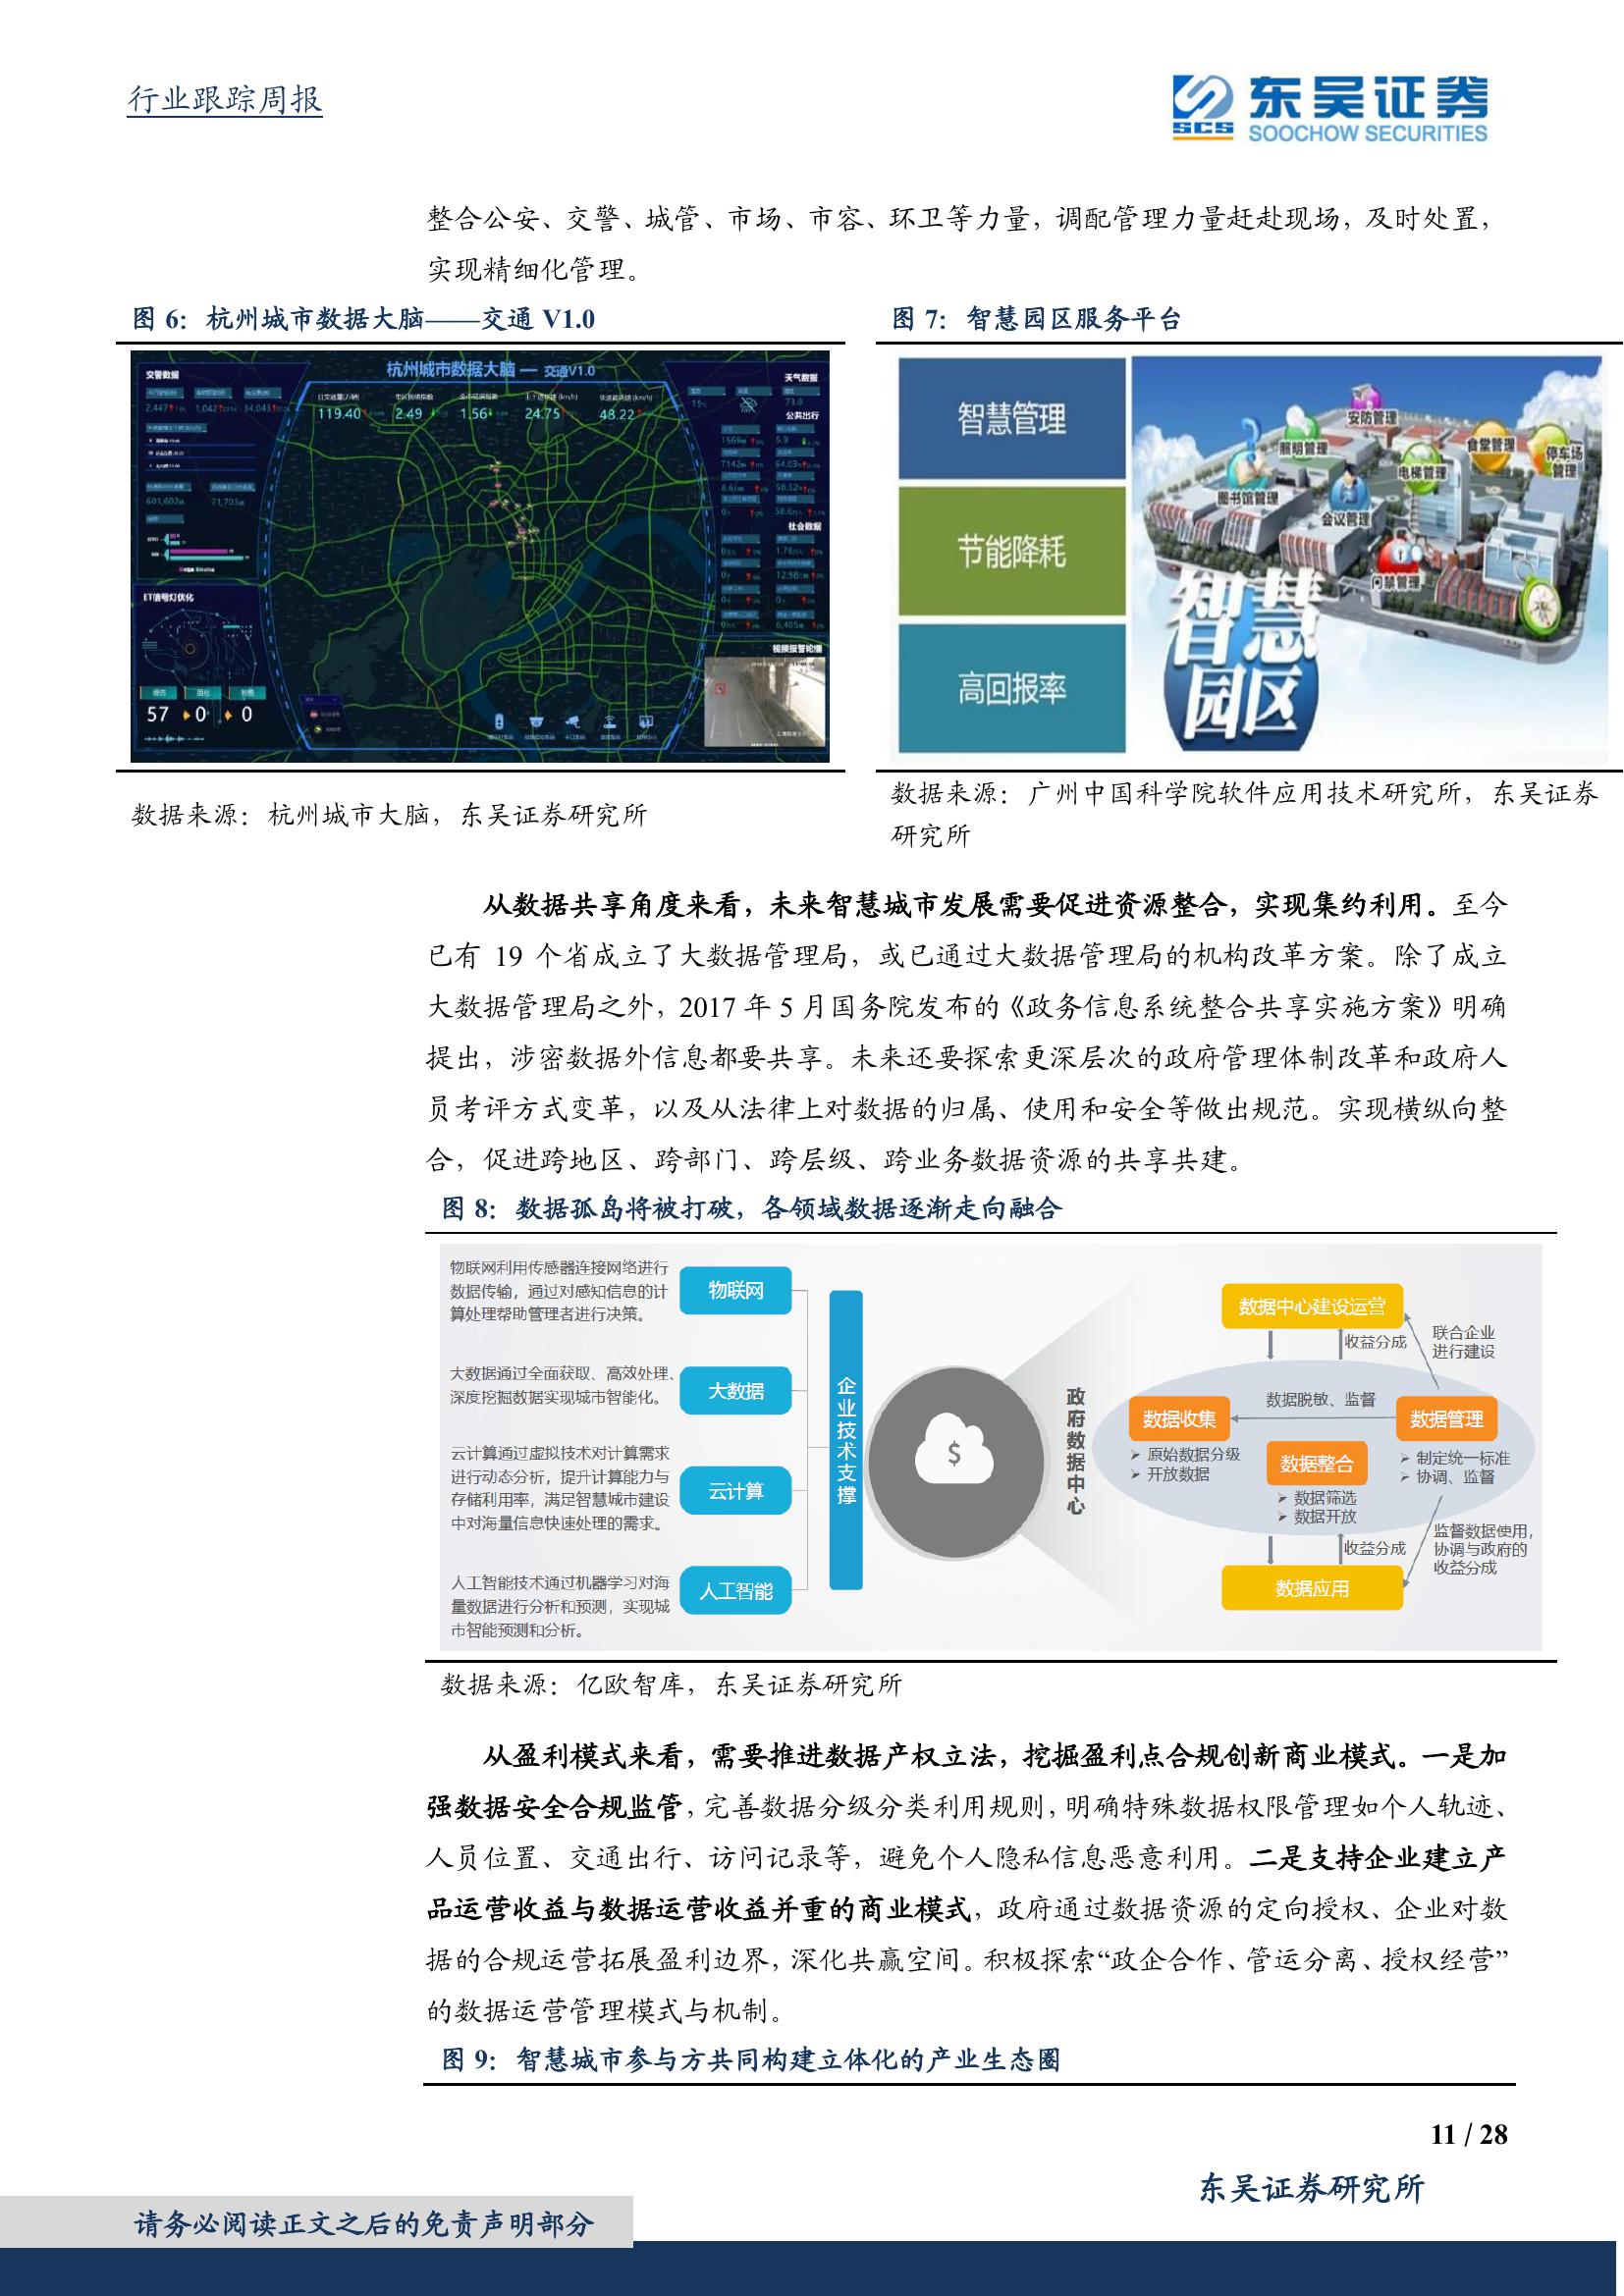 行业跟踪周报
东吴证券
SCS
SOOCHOW SECURITIES
整合公安、交警、城管、市场、市容、环卫等力量，调配管理力量赶赴现场，及时处置，
实现精细化管理。
图 6：杭州城市数据大脑——交通 V1.0
杭州城市数据大脑 — 交通V1.0
交警数据
2,447
1,042
34,041
601,602
71,703
119.40
2.49
1.56
24.75
48.22
天气数据
公共出行
社会数据
视频报警轮播
ET信号灯优化
57
0
0
数据来源：杭州城市大脑，东吴证券研究所
图 7：智慧园区服务平台
智慧管理
节能降耗
高回报率
安防管理
照明管理
食堂管理
停车场
管理
电梯管理
图书馆管理
会议管理
门禁管理
智慧
园区
数据来源：广州中国科学院软件应用技术研究所，东吴证券
研究所
从数据共享角度来看，未来智慧城市发展需要促进资源整合，实现集约利用。至今
已有 19 个省成立了大数据管理局，或已通过大数据管理局的机构改革方案。除了成立
大数据管理局之外，2017 年 5 月国务院发布的《政务信息系统整合共享实施方案》明确
提出，涉密数据外信息都要共享。未来还要探索更深层次的政府管理体制改革和政府人
员考评方式变革，以及从法律上对数据的归属、使用和安全等做出规范。实现横纵向整
合，促进跨地区、跨部门、跨层级、跨业务数据资源的共享共建。
图 8：数据孤岛将被打破，各领域数据逐渐走向融合
物联网利用传感器连接网络进行
数据传输，通过对感知信息的计
算处理帮助管理者进行决策。
物联网
大数据通过全面获取、高效处理、
深度挖掘数据实现城市智能化。
大数据
云计算通过虚拟技术对计算需求
进行动态分析，提升计算能力与
存储利用率，满足智慧城市建设
中对海量信息快速处理的需求。
云计算
人工智能技术通过机器学习对海
量数据进行分析和预测，实现城
市智能预测和分析。
人工智能
企业技术支撑
$
政府数据中心
数据中心建设运营
收益分成
联合企业
进行建设
数据收集
数据脱敏、监督
数据管理
➢ 原始数据分级
➢ 开放数据
数据整合
➢ 制定统一标准
➢ 协调、监督
➢ 数据筛选
➢ 数据开放
收益分成
监督数据使用，
协调与政府的
收益分成
数据应用
数据来源：亿欧智库，东吴证券研究所
从盈利模式来看，需要推进数据产权立法，挖掘盈利点合规创新商业模式。一是加
强数据安全合规监管，完善数据分级分类利用规则，明确特殊数据权限管理如个人轨迹、
人员位置、交通出行、访问记录等，避免个人隐私信息恶意利用。二是支持企业建立产
品运营收益与数据运营收益并重的商业模式，政府通过数据资源的定向授权、企业对数
据的合规运营拓展盈利边界，深化共赢空间。积极探索“政企合作、管运分离、授权经营”
的数据运营管理模式与机制。
图 9：智慧城市参与方共同构建立体化的产业生态圈
11 / 28
东吴证券研究所
请务必阅读正文之后的免责声明部分